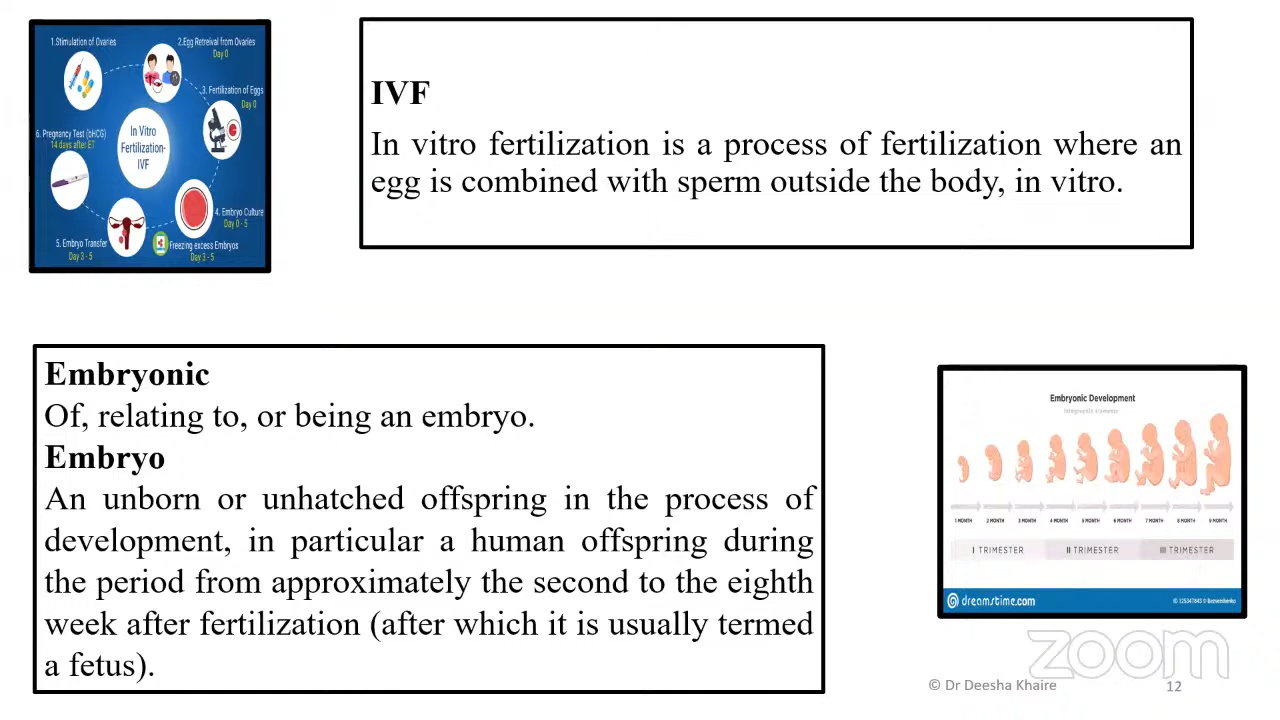 1.Stimulation of Ovaries
2.Egg Retreival from Ovaries
Day 0
3. Fertilization of Eggs
Day 0
6. Pregnancy Test (bHCG)
14 days after ET
In Vitro
Fertilization-
IVF
4. Embryo Culture
Day 0 - 5
5. Embryo Transfer
Day 3 - 5
Freezing excess Embryos
Day 3 - 5
IVF
In vitro fertilization is a process of fertilization where an
egg is combined with sperm outside the body, in vitro.
Embryonic
Of, relating to, or being an embryo.
Embryo
An unborn or unhatched offspring in the process of
development, in particular a human offspring during
the period from approximately the second to the eighth
week after fertilization (after which it is usually termed
a fetus).
Embryonic Development
1 MONTH 2 MONTH 3 MONTH 4 MONTH 5 MONTH 6 MONTH 7 MONTH 8 MONTH 9 MONTH
I TRIMESTER II TRIMESTER III TRIMESTER
dreamstime.com
zoom
© Dr Deesha Khaire 12